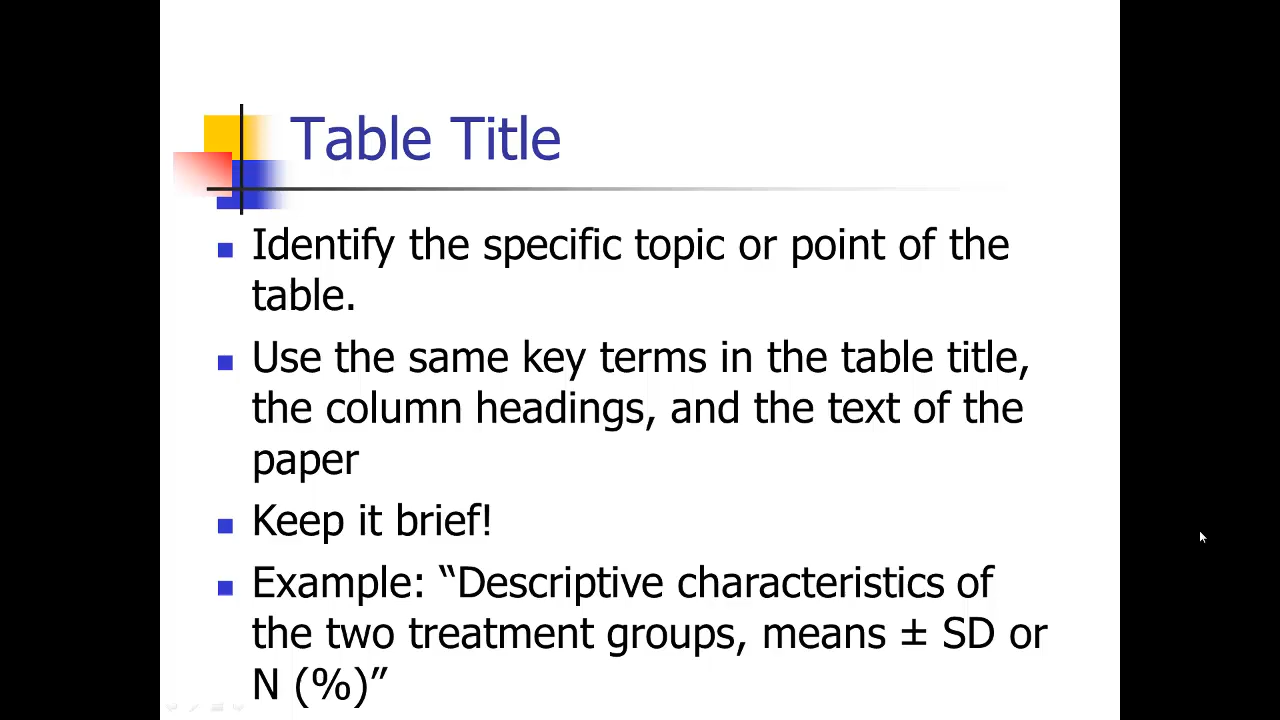 Table Title
Identify the specific topic or point of the
table.
Use the same key terms in the table title,
the column headings, and the text of the
paper
Keep it brief!
Example: “Descriptive characteristics of
the two treatment groups, means ± SD or
N (%)”